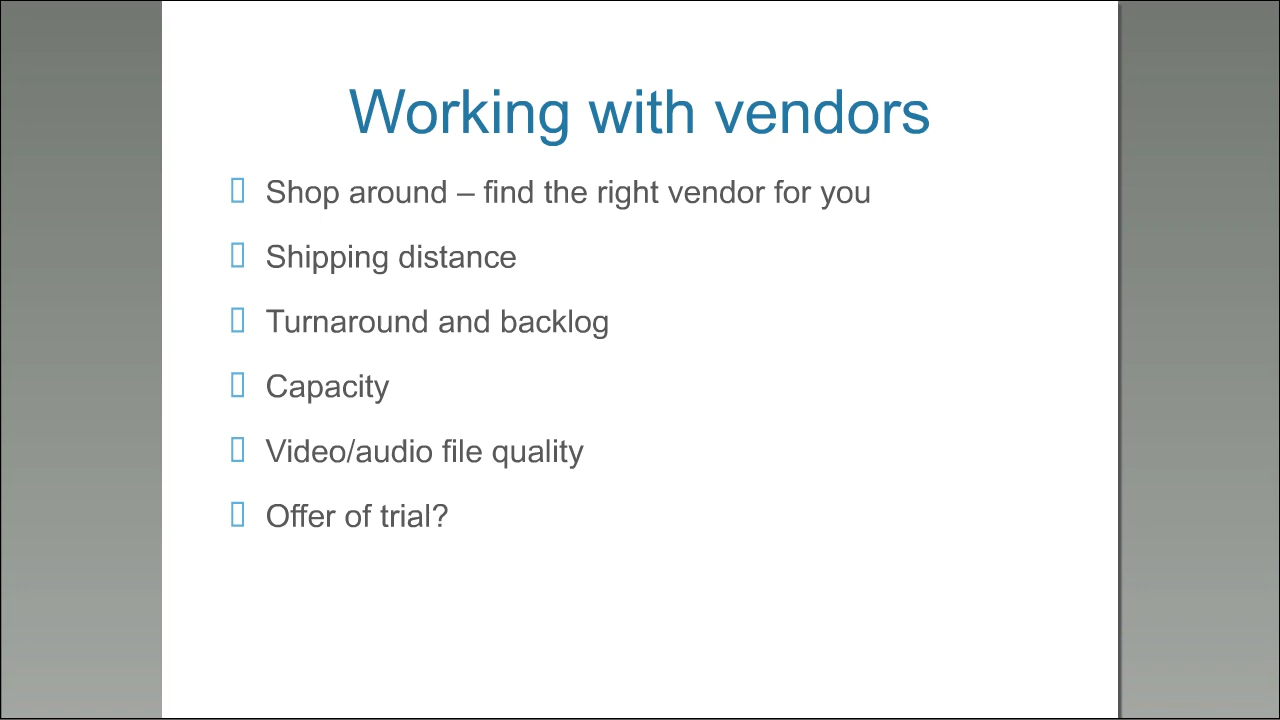 Working with vendors
Shop around – find the right vendor for you
Shipping distance
Turnaround and backlog
Capacity
Video/audio file quality
Offer of trial?